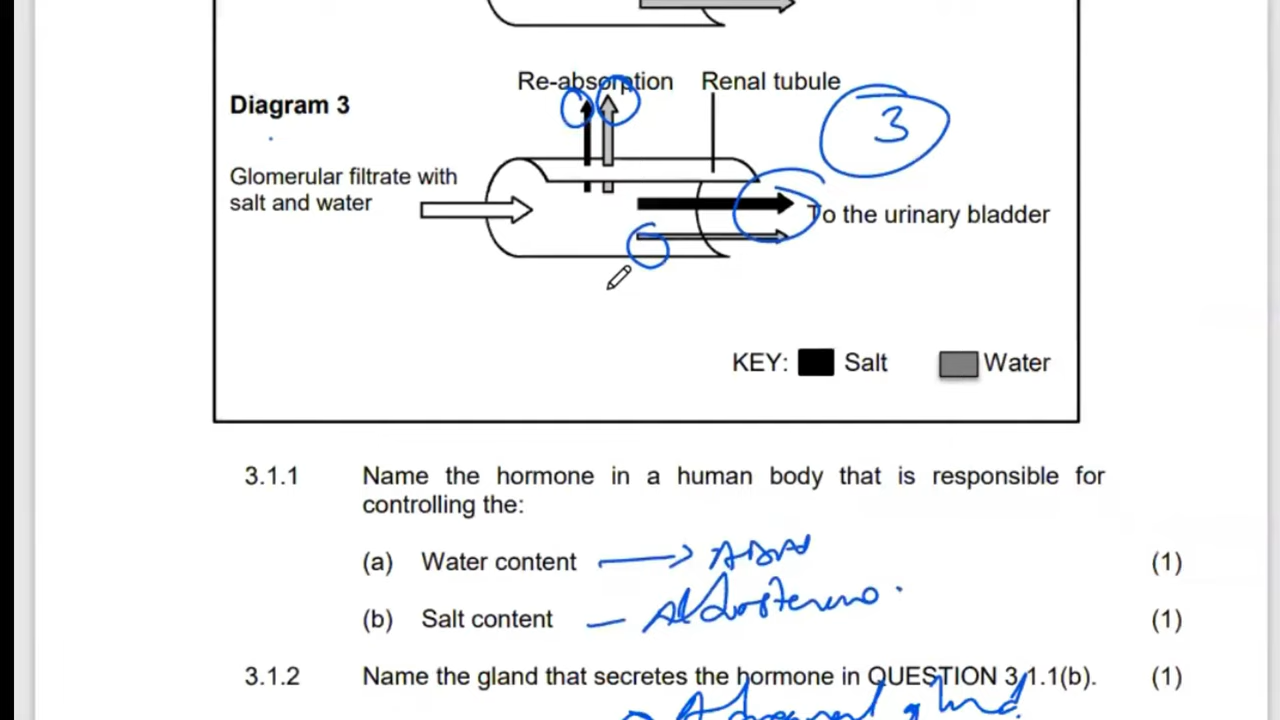 Re-absorption Renal tubule
Diagram 3
3
Glomerular filtrate with
salt and water
To the urinary bladder
KEY: Salt Water
3.1.1 Name the hormone in a human body that is responsible for
controlling the:
(a) Water content → ADH (1)
(b) Salt content – Aldosterone. (1)
3.1.2 Name the gland that secretes the hormone in QUESTION 3.1.1(b). (1)
Adrenal gland.